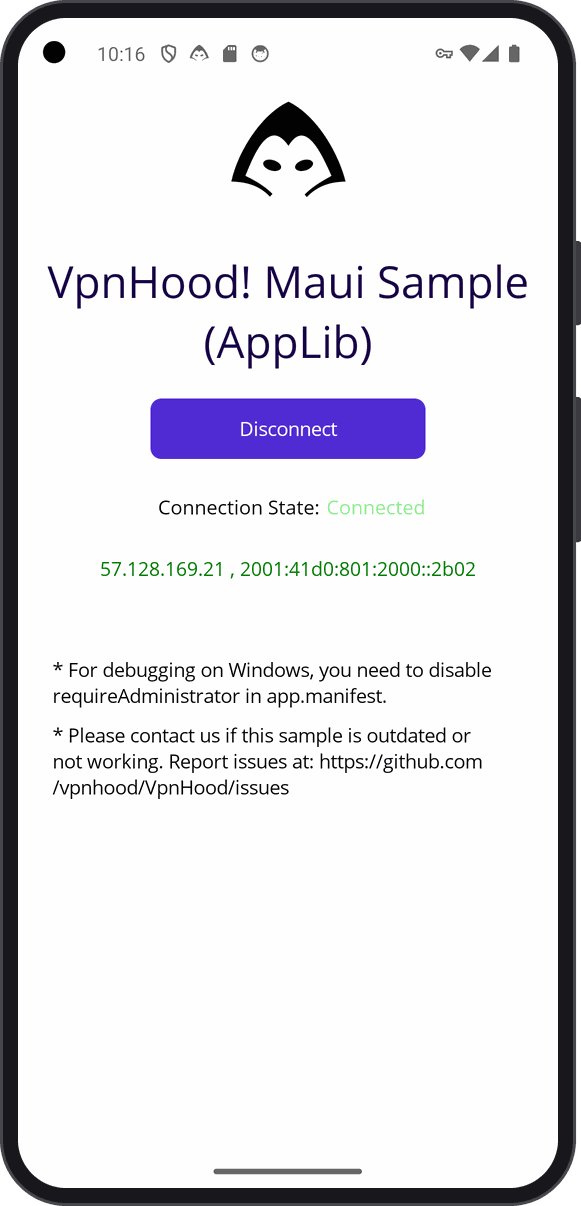 10:16
VpnHood! Maui Sample
(AppLib)
Disconnect
Connection State: Connected
57.128.169.21 , 2001:41d0:801:2000::2b02
* For debugging on Windows, you need to disable
requireAdministrator in app.manifest.
* Please contact us if this sample is outdated or
not working. Report issues at: https://github.com
/vpnhood/VpnHood/issues